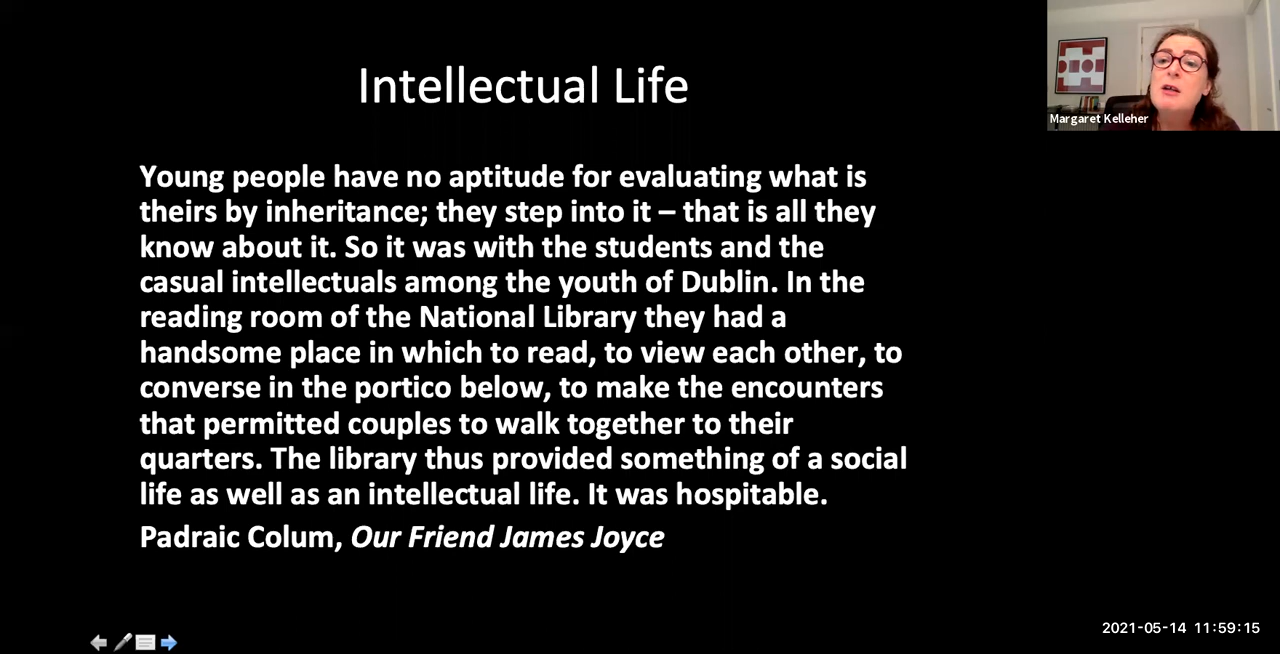 Intellectual Life
Margaret Kelleher
Young people have no aptitude for evaluating what is
theirs by inheritance; they step into it – that is all they
know about it. So it was with the students and the
casual intellectuals among the youth of Dublin. In the
reading room of the National Library they had a
handsome place in which to read, to view each other, to
converse in the portico below, to make the encounters
that permitted couples to walk together to their
quarters. The library thus provided something of a social
life as well as an intellectual life. It was hospitable.
Padraic Colum, Our Friend James Joyce
2021-05-14 11:59:15